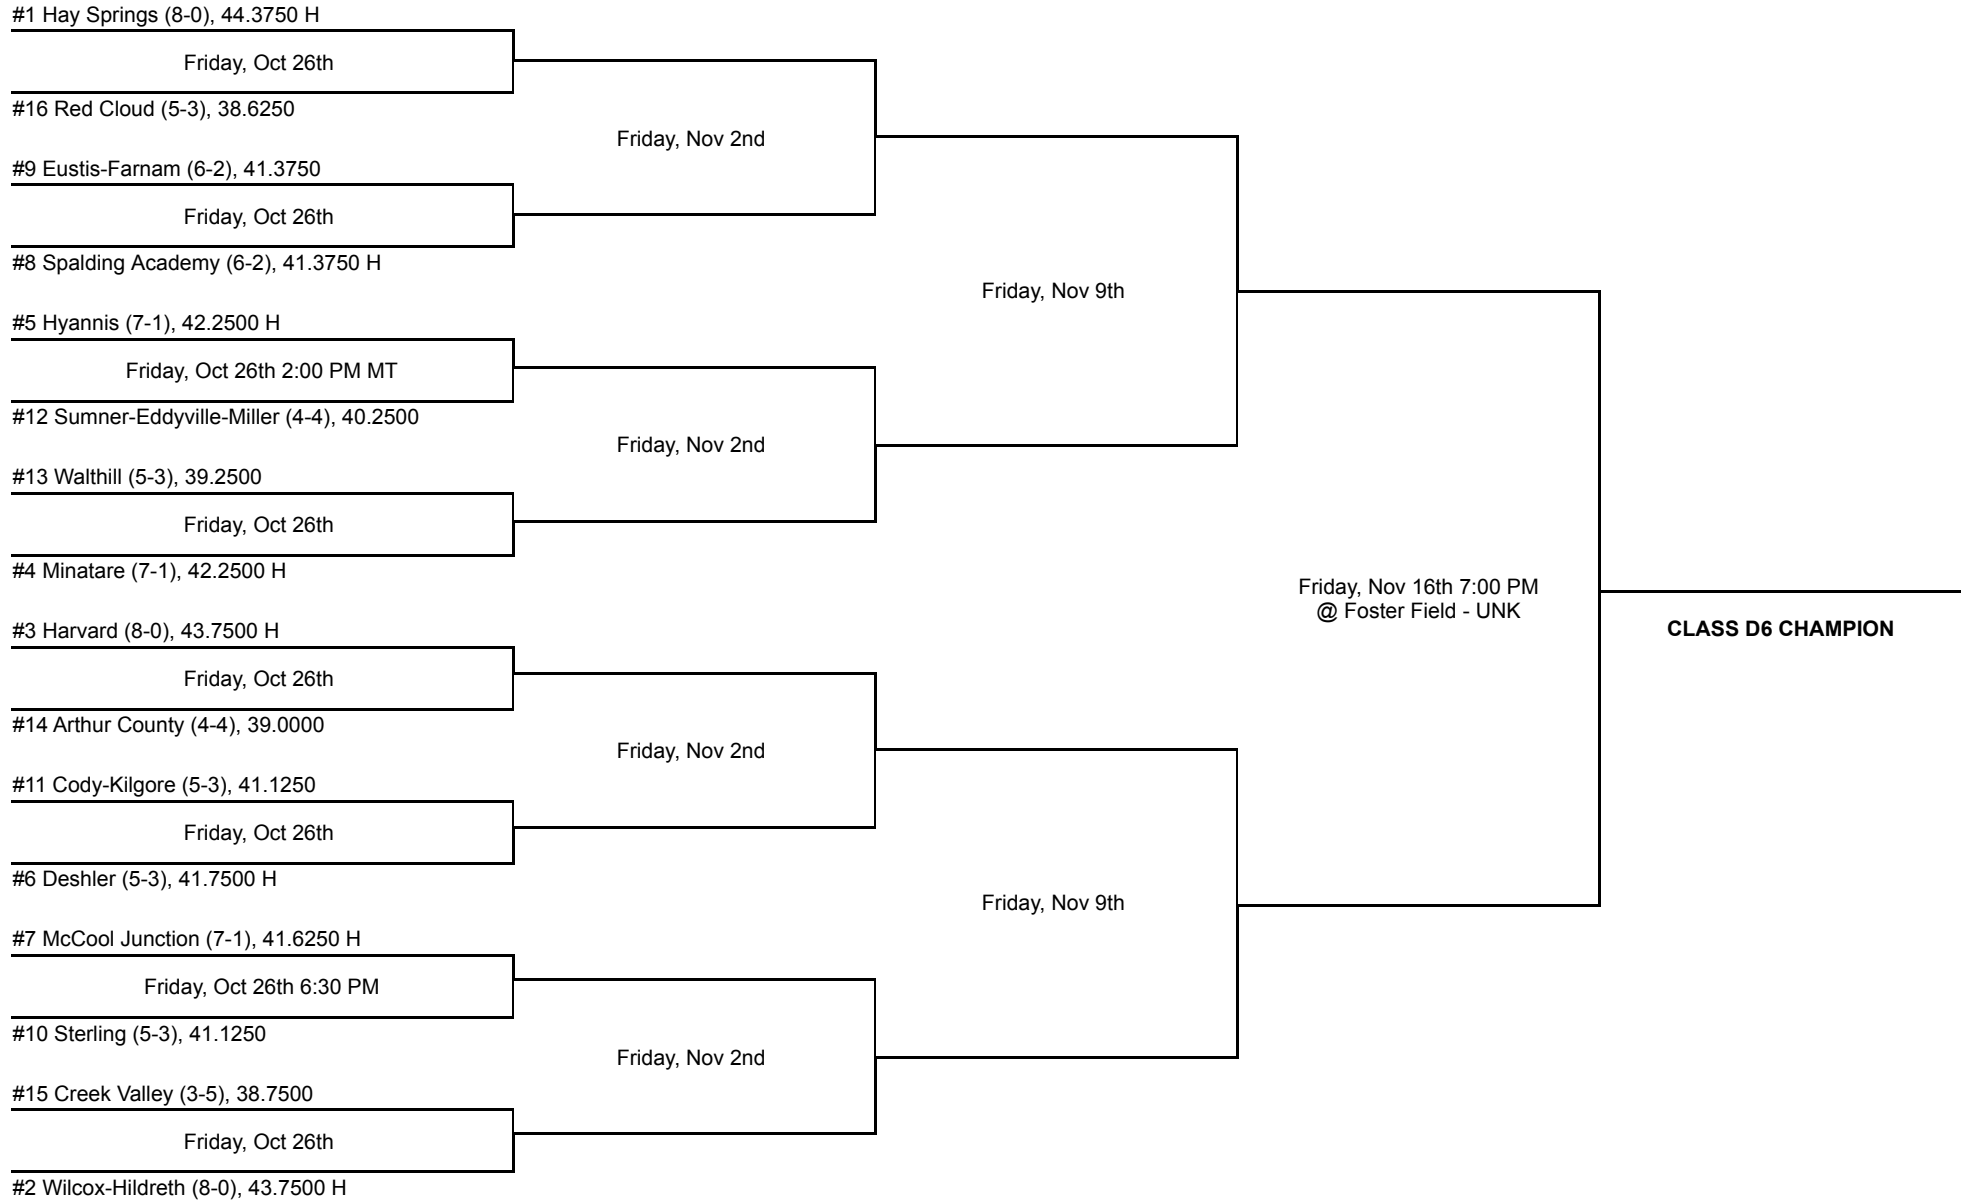 #1 Hay Springs (8-0), 44.3750 H
Friday, Oct 26th
#16 Red Cloud (5-3), 38.6250
Friday, Nov 2nd
#9 Eustis-Farnam (6-2), 41.3750
Friday, Oct 26th
#8 Spalding Academy (6-2), 41.3750 H
Friday, Nov 9th
#5 Hyannis (7-1), 42.2500 H
Friday, Oct 26th 2:00 PM MT
#12 Sumner-Eddyville-Miller (4-4), 40.2500
Friday, Nov 2nd
#13 Walthill (5-3), 39.2500
Friday, Oct 26th
#4 Minatare (7-1), 42.2500 H
Friday, Nov 16th 7:00 PM
@ Foster Field - UNK
CLASS D6 CHAMPION
#3 Harvard (8-0), 43.7500 H
Friday, Oct 26th
#14 Arthur County (4-4), 39.0000
Friday, Nov 2nd
#11 Cody-Kilgore (5-3), 41.1250
Friday, Oct 26th
#6 Deshler (5-3), 41.7500 H
Friday, Nov 9th
#7 McCool Junction (7-1), 41.6250 H
Friday, Oct 26th 6:30 PM
#10 Sterling (5-3), 41.1250
Friday, Nov 2nd
#15 Creek Valley (3-5), 38.7500
Friday, Oct 26th
#2 Wilcox-Hildreth (8-0), 43.7500 H